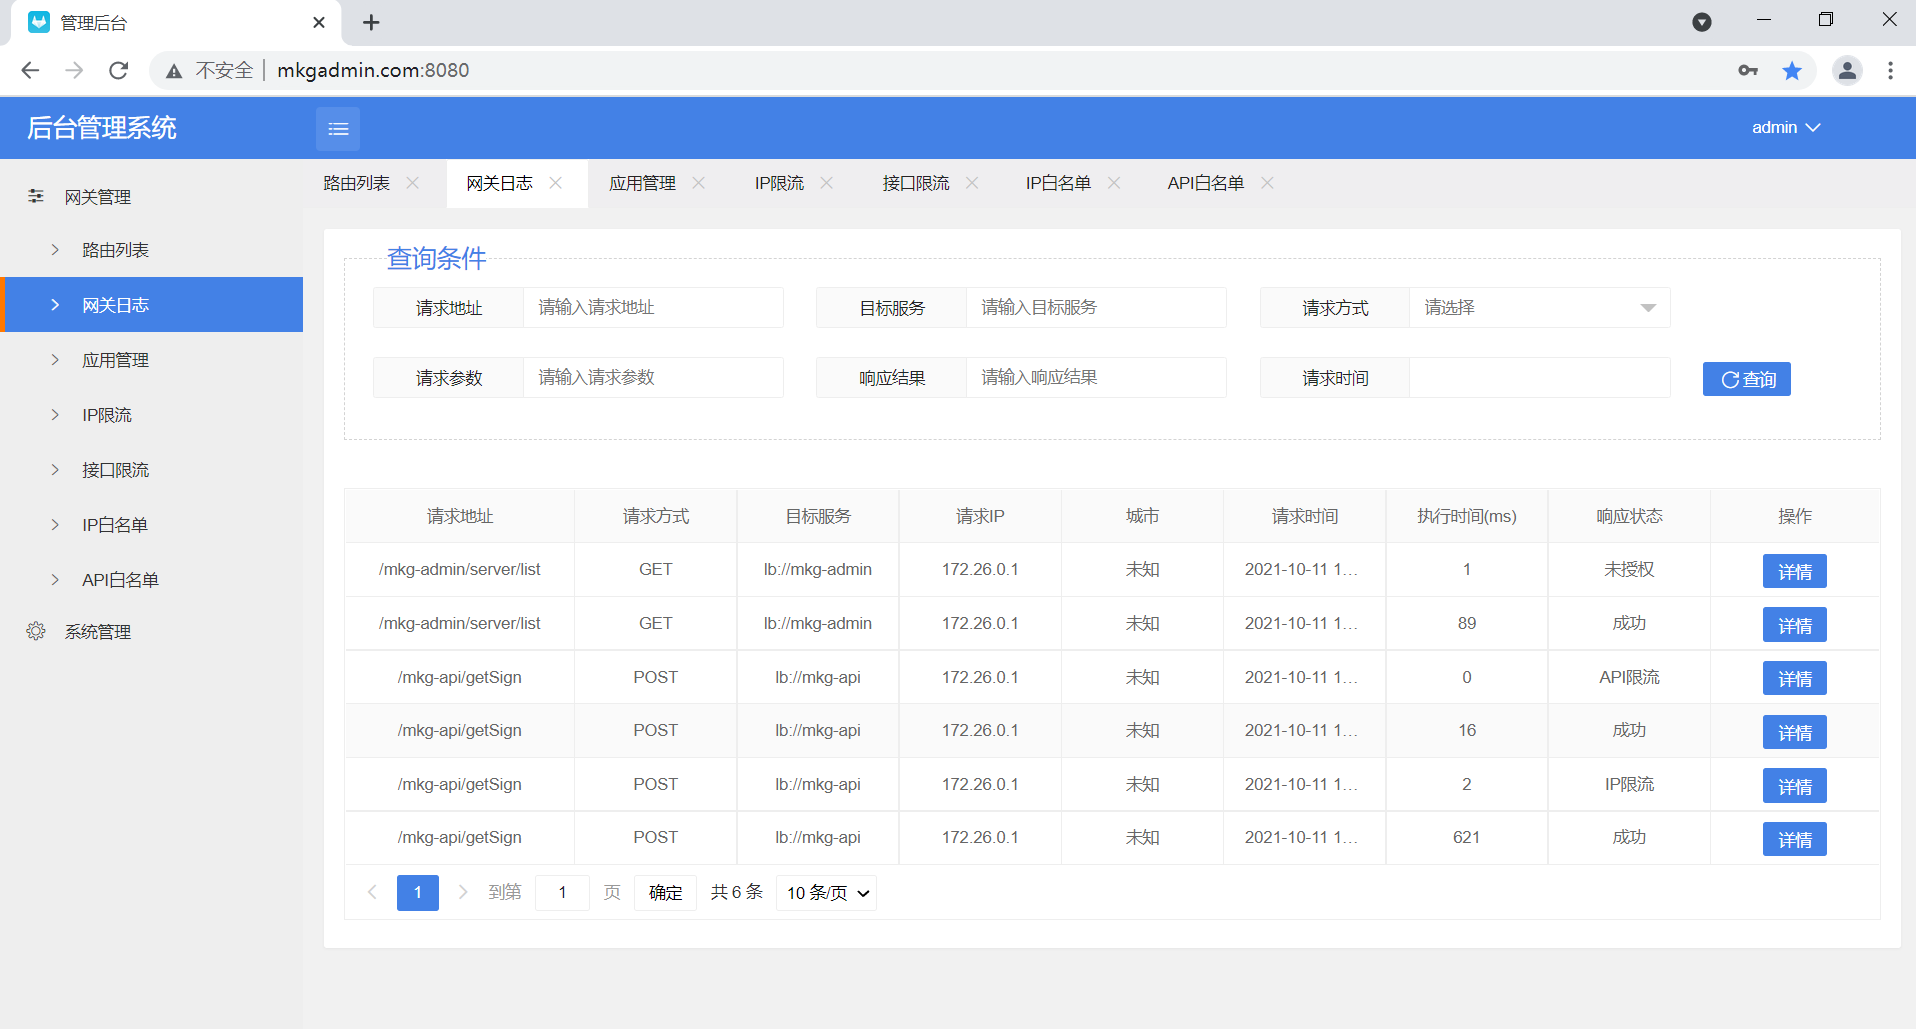 管理后台
不安全 mkgadmin.com:8080
后台管理系统 admin
网关管理
路由列表
网关日志
应用管理
IP限流
接口限流
IP白名单
API白名单
系统管理
路由列表 网关日志 应用管理 IP限流 接口限流 IP白名单 API白名单
查询条件
请求地址 请输入请求地址 目标服务 请输入目标服务 请求方式 请选择
请求参数 请输入请求参数 响应结果 请输入响应结果 请求时间 查询
请求地址 请求方式 目标服务 请求IP 城市 请求时间 执行时间(ms) 响应状态 操作
/mkg-admin/server/list GET lb://mkg-admin 172.26.0.1 未知 2021-10-11 1... 1 未授权 详情
/mkg-admin/server/list GET lb://mkg-admin 172.26.0.1 未知 2021-10-11 1... 89 成功 详情
/mkg-api/getSign POST lb://mkg-api 172.26.0.1 未知 2021-10-11 1... 0 API限流 详情
/mkg-api/getSign POST lb://mkg-api 172.26.0.1 未知 2021-10-11 1... 16 成功 详情
/mkg-api/getSign POST lb://mkg-api 172.26.0.1 未知 2021-10-11 1... 2 IP限流 详情
/mkg-api/getSign POST lb://mkg-api 172.26.0.1 未知 2021-10-11 1... 621 成功 详情
1 到第 1 页 确定 共 6 条 10 条/页